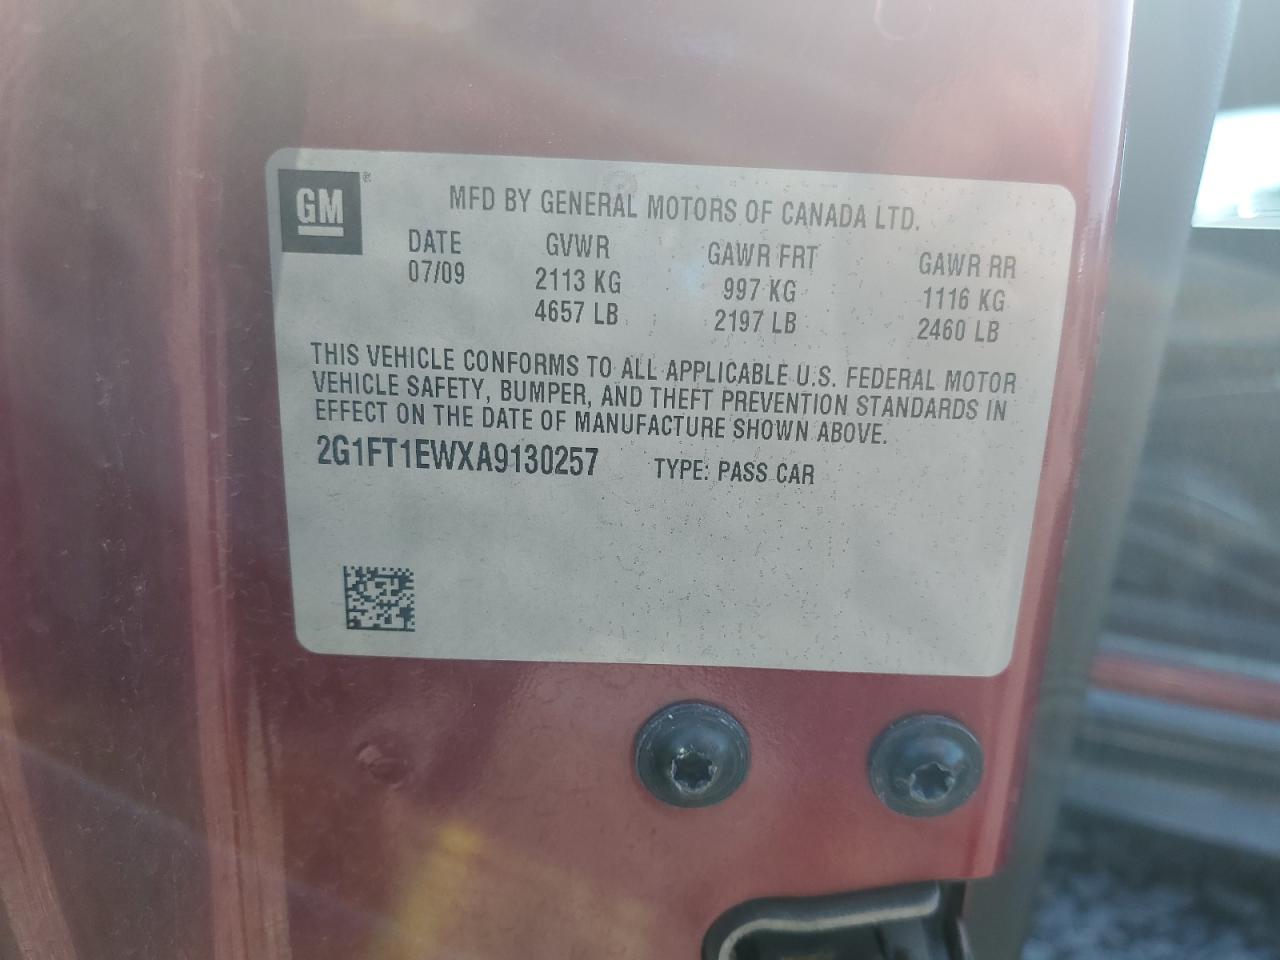 GM ®
MFD BY GENERAL MOTORS OF CANADA LTD.
DATE GVWR GAWR FRT GAWR RR
07/09 2113 KG 997 KG 1116 KG
4657 LB 2197 LB 2460 LB
THIS VEHICLE CONFORMS TO ALL APPLICABLE U.S. FEDERAL MOTOR
VEHICLE SAFETY, BUMPER, AND THEFT PREVENTION STANDARDS IN
EFFECT ON THE DATE OF MANUFACTURE SHOWN ABOVE.
2G1FT1EWXA9130257 TYPE: PASS CAR